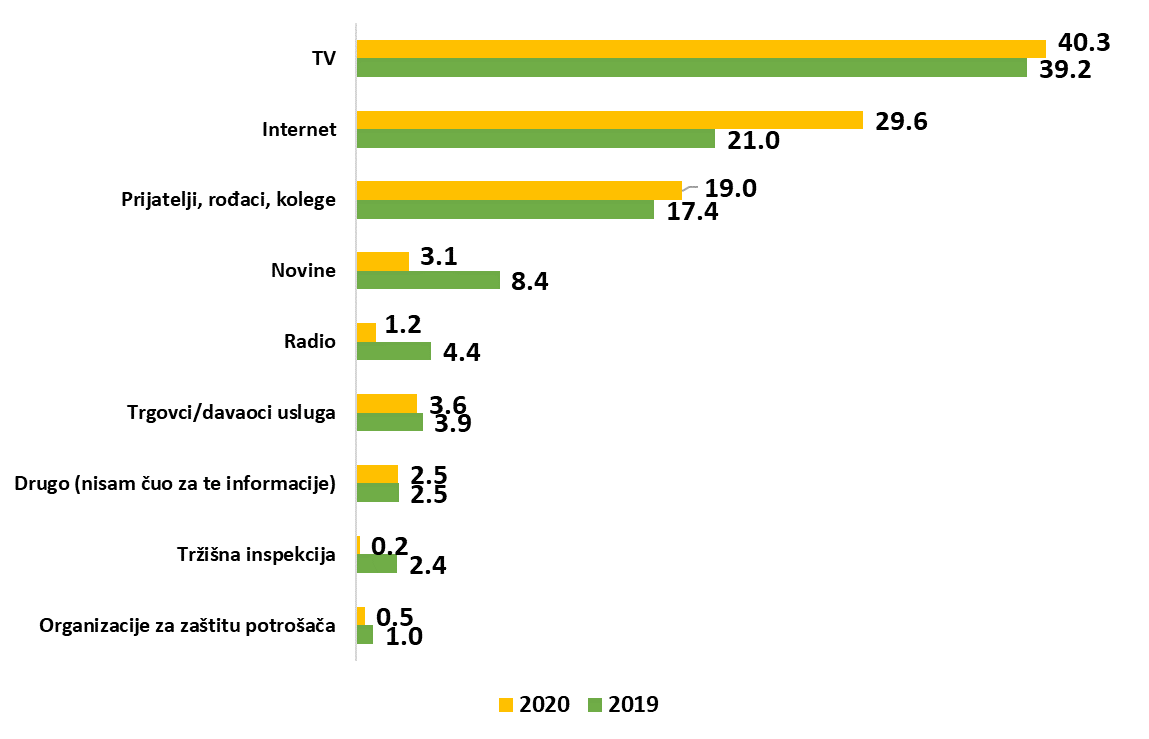 TV
40.3
39.2
Internet
29.6
21.0
Prijatelji, rođaci, kolege
19.0
17.4
Novine
3.1
8.4
Radio
1.2
4.4
Trgovci/davaoci usluga
3.6
3.9
Drugo (nisam čuo za te informacije)
2.5
2.5
Tržišna inspekcija
0.2
2.4
Organizacije za zaštitu potrošača
0.5
1.0
2020 2019